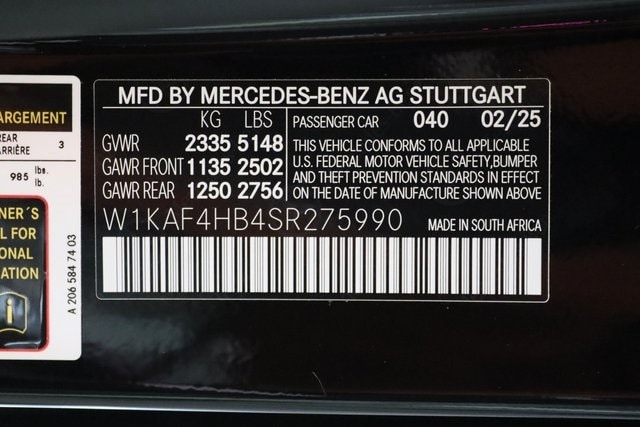 MFD BY MERCEDES-BENZ AG STUTTGART
KG LBS PASSENGER CAR 040 02/25
GVWR 2335 5148
GAWR FRONT 1135 2502
GAWR REAR 1250 2756
THIS VEHICLE CONFORMS TO ALL APPLICABLE
U.S. FEDERAL MOTOR VEHICLE SAFETY, BUMPER
AND THEFT PREVENTION STANDARDS IN EFFECT
ON THE DATE OF MANUFACTURE SHOWN ABOVE
W1KAF4HB4SR275990 MADE IN SOUTH AFRICA
ARGEMENT
EAR
ARRIÈRE 3
985 lbs.
lb.
NER´S
L FOR
ONAL
ATION
i
A 206 584 74 03